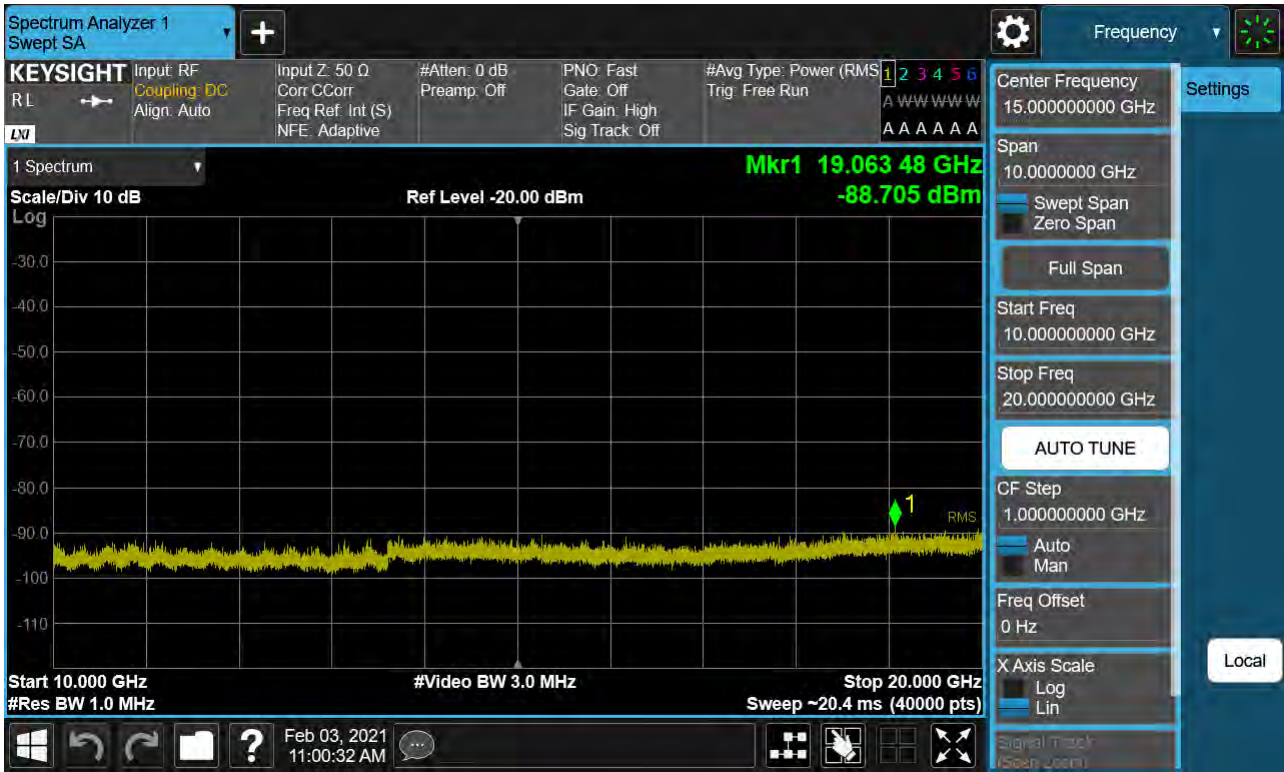 Spectrum Analyzer 1
Swept SA
Frequency
KEYSIGHT
RL
LXI
Input: RF
Coupling: DC
Align: Auto
Input Z: 50 Ω
Corr CCorr
Freq Ref: Int (S)
NFE: Adaptive
#Atten: 0 dB
Preamp: Off
PNO: Fast
Gate: Off
IF Gain: High
Sig Track: Off
#Avg Type: Power (RMS
Trig: Free Run
1 2 3 4 5 6
A W W W W W
A A A A A A
1 Spectrum
Mkr1 19.063 48 GHz
Scale/Div 10 dB
Ref Level -20.00 dBm
-88.705 dBm
Log
-30.0
-40.0
-50.0
-60.0
-70.0
-80.0
-90.0
-100
-110
1
RMS
Start 10.000 GHz
#Video BW 3.0 MHz
Stop 20.000 GHz
#Res BW 1.0 MHz
Sweep ~20.4 ms (40000 pts)
Center Frequency
15.000000000 GHz
Settings
Span
10.0000000 GHz
Swept Span
Zero Span
Full Span
Start Freq
10.000000000 GHz
Stop Freq
20.000000000 GHz
AUTO TUNE
CF Step
1.000000000 GHz
Auto
Man
Freq Offset
0 Hz
X Axis Scale
Log
Lin
Signal Track
(Span Zoom)
Local
Feb 03, 2021
11:00:32 AM